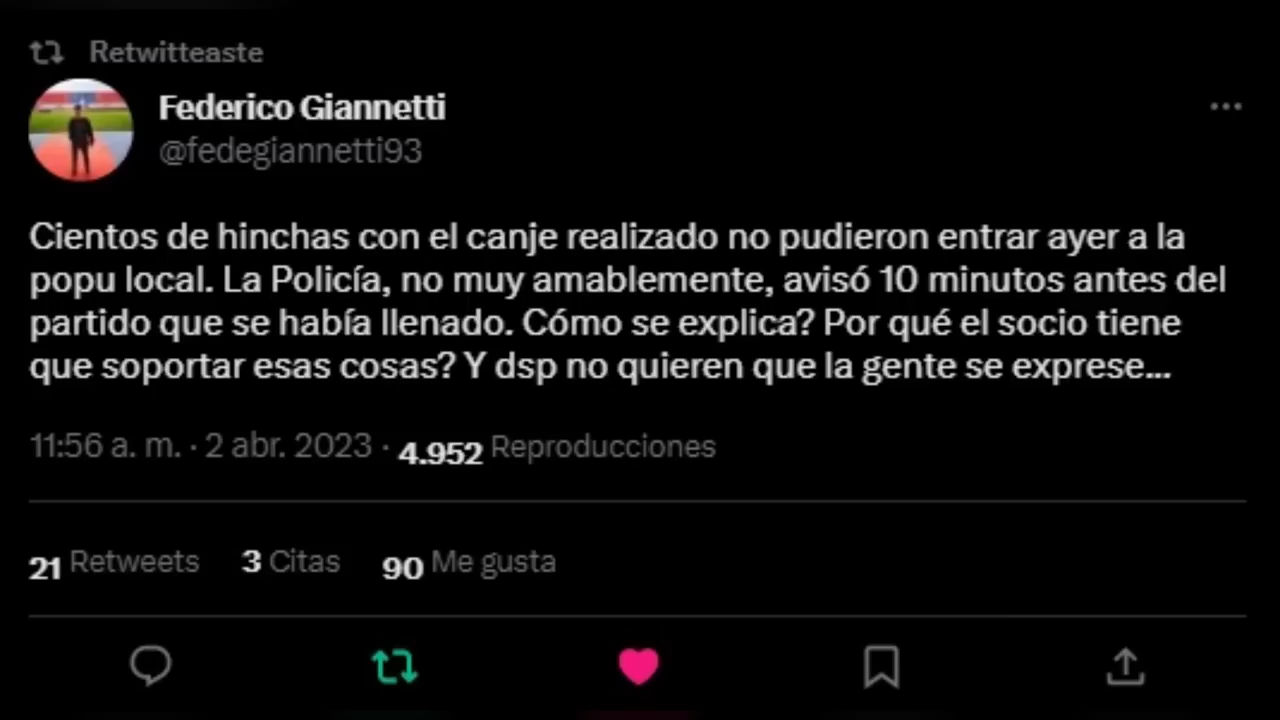 Retwitteaste
Federico Giannetti
@fedegiannetti93
Cientos de hinchas con el canje realizado no pudieron entrar ayer a la
popu local. La Policía, no muy amablemente, avisó 10 minutos antes del
partido que se había llenado. Cómo se explica? Por qué el socio tiene
que soportar esas cosas? Y dsp no quieren que la gente se exprese...
11:56 a. m. · 2 abr. 2023 · 4.952 Reproducciones
21 Retweets 3 Citas 90 Me gusta